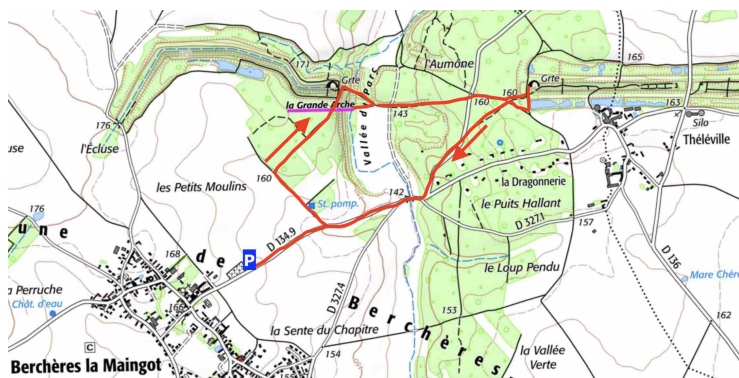 165
171
l'Aumône
Grte
160
Grte
la Grande Arche
160
163
Silo
143
Théléville
176
l'Écluse
Vallée du Parc
la Dragonnerie
les Petits Moulins
160
142
le Puits Hallant
St. pomp.
D 327.1
157
176
une
de
168
P
D 134.9
D 136
le Loup Pendu
Mare
a Perruche
Chât. d'eau
166
D 327.4
Berchères
153
162
la Sente du Chapitre
C
154
la Vallée
Verte
Berchères la Maingot